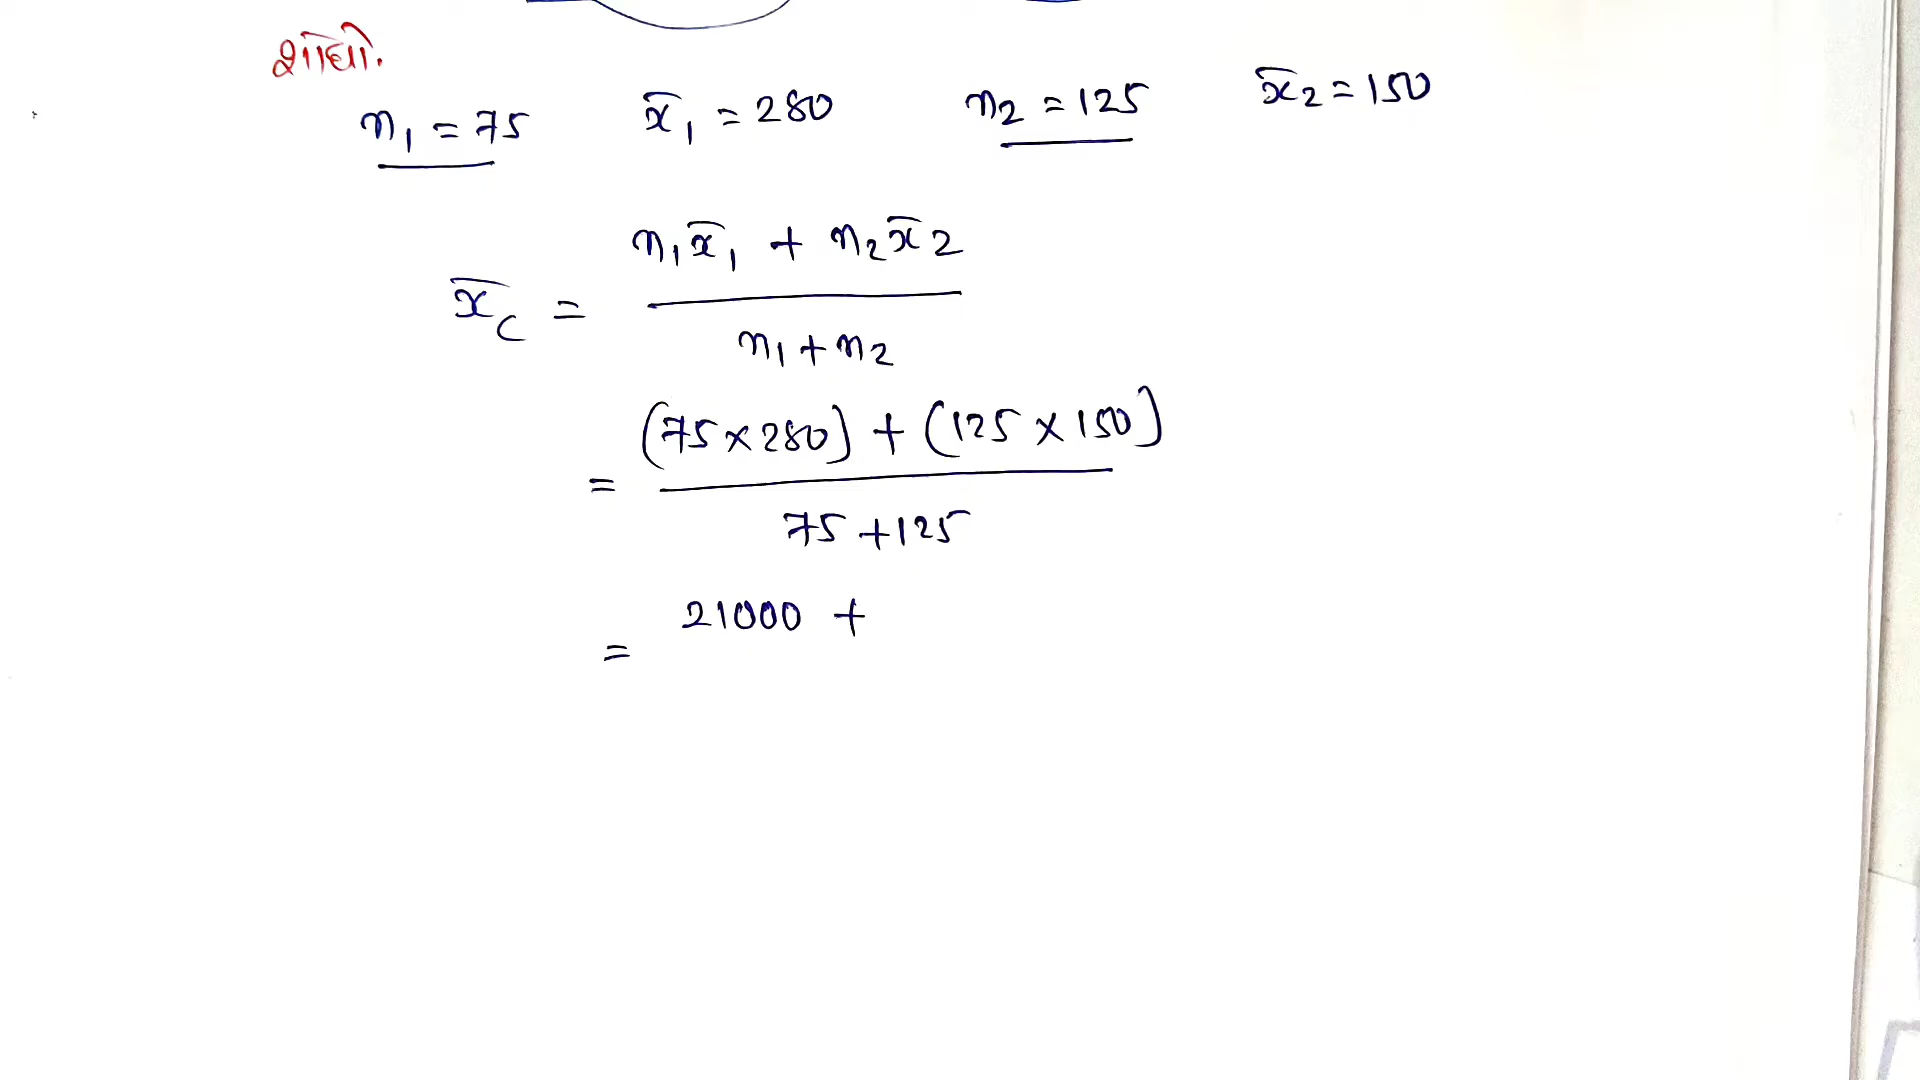 શોધો.
n₁ = 75 x̄₁ = 280 n₂ = 125 x̄₂ = 150
n₁x̄₁ + n₂x̄₂
x̄c =
n₁ + n₂
(75 × 280) + (125 × 150)
=
75 + 125
21000 +
=